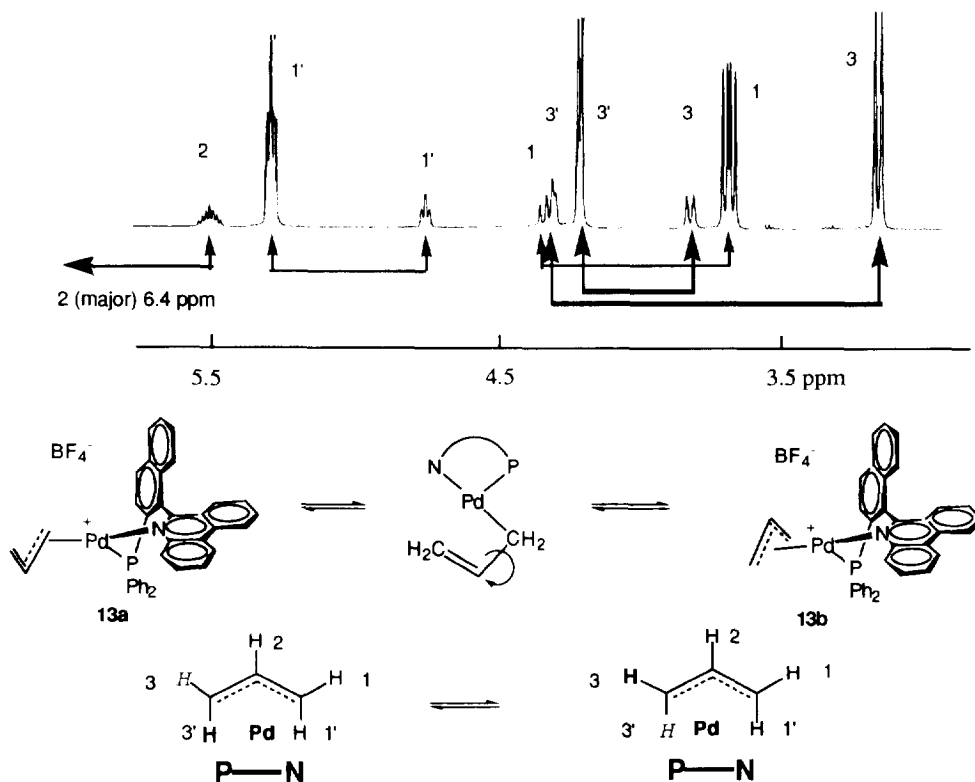 3
1'
1
3'
3'
3
2
1'
1
2 (major) 6.4 ppm
5.5
4.5
3.5 ppm
BF4-
N
P
Pd
CH2
H2C
BF4-
+
Pd
N
P
Ph2
13a
+
Pd
N
P
Ph2
13b
H 2
3 H
H 1
3' H
Pd
H 1'
P N
H 2
3 H
H 1
3' H
Pd
H 1'
P N